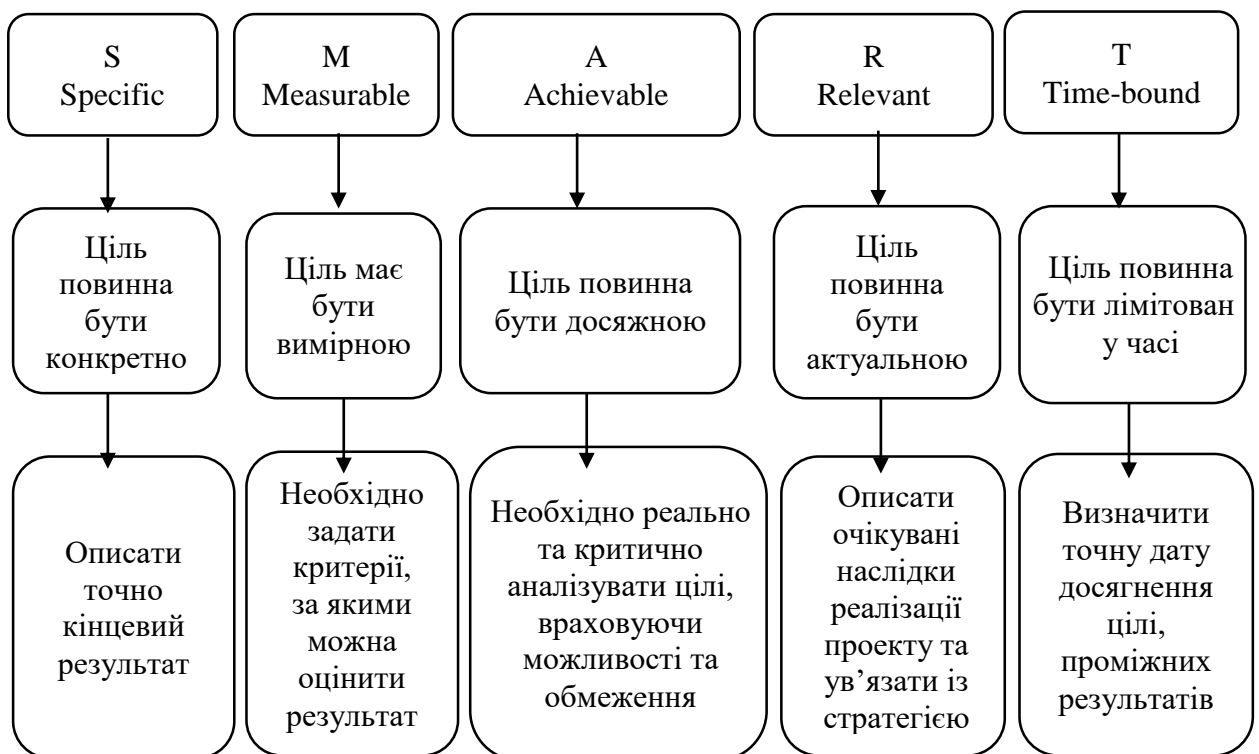 S
Specific
M
Measurable
A
Achievable
R
Relevant
T
Time-bound
Ціль
повинна
бути
конкретно
Ціль має
бути
вимірною
Ціль повинна
бути досяжною
Ціль
повинна
бути
актуальною
Ціль повинна
бути лімітован
у часі
Описати
точно
кінцевий
результат
Необхідно
задати
критерії,
за якими
можна
оцінити
результат
Необхідно реально
та критично
аналізувати цілі,
враховуючи
можливості та
обмеження
Описати
очікувані
наслідки
реалізації
проекту та
ув’язати із
стратегією
Визначити
точну дату
досягнення
цілі,
проміжних
результатів